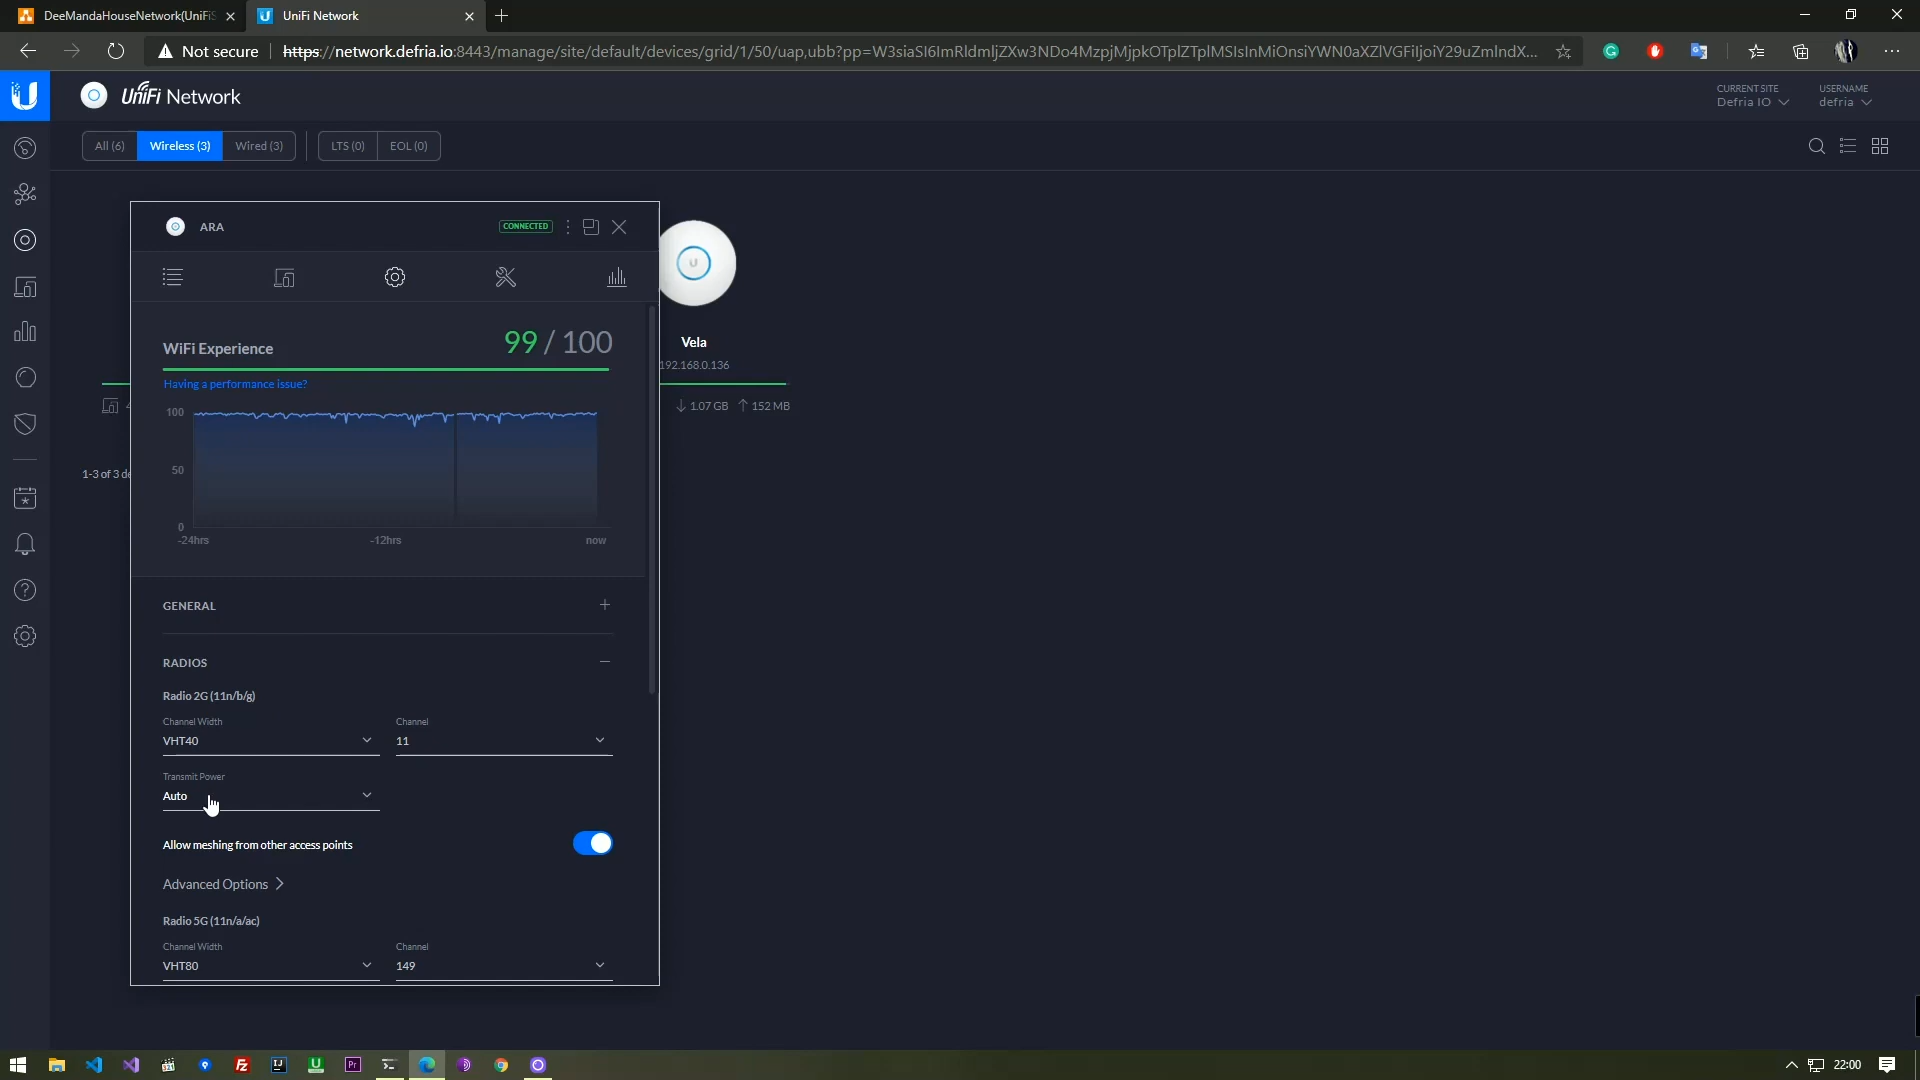 DeeMandaHouseNetwork(UniFiS
UniFi Network
Not secure
https://network.defria.io:8443/manage/site/default/devices/grid/1/50/uap,ubb?pp=
UniFi Network
CURRENT SITE
Defria IO
USERNAME
defria
All (6)
Wireless (3)
Wired (3)
LTS (0)
EOL (0)
ARA
CONNECTED
WiFi Experience
99 / 100
Having a performance issue?
100
50
0
-24hrs
-12hrs
now
Vela
192.168.0.136
1.07 GB
152 MB
1-3 of 3 de
GENERAL
RADIOS
Radio 2G (11n/b/g)
Channel Width
Channel
VHT40
11
Transmit Power
Auto
Allow meshing from other access points
Advanced Options
Radio 5G (11n/a/ac)
Channel Width
Channel
VHT80
149
22:00